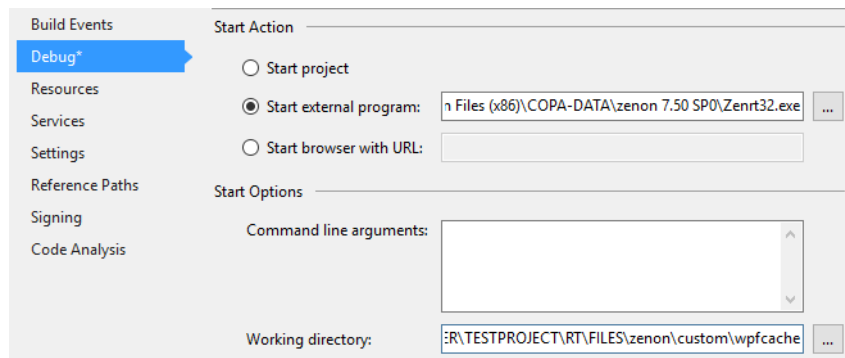 Build Events
Debug*
Resources
Services
Settings
Reference Paths
Signing
Code Analysis
Start Action
Start project
Start external program: n Files (x86)\COPA-DATA\zenon 7.50 SP0\Zenrt32.exe ...
Start browser with URL:
Start Options
Command line arguments:
Working directory: ER\TESTPROJECT\RT\FILES\zenon\custom\wpfcache ...